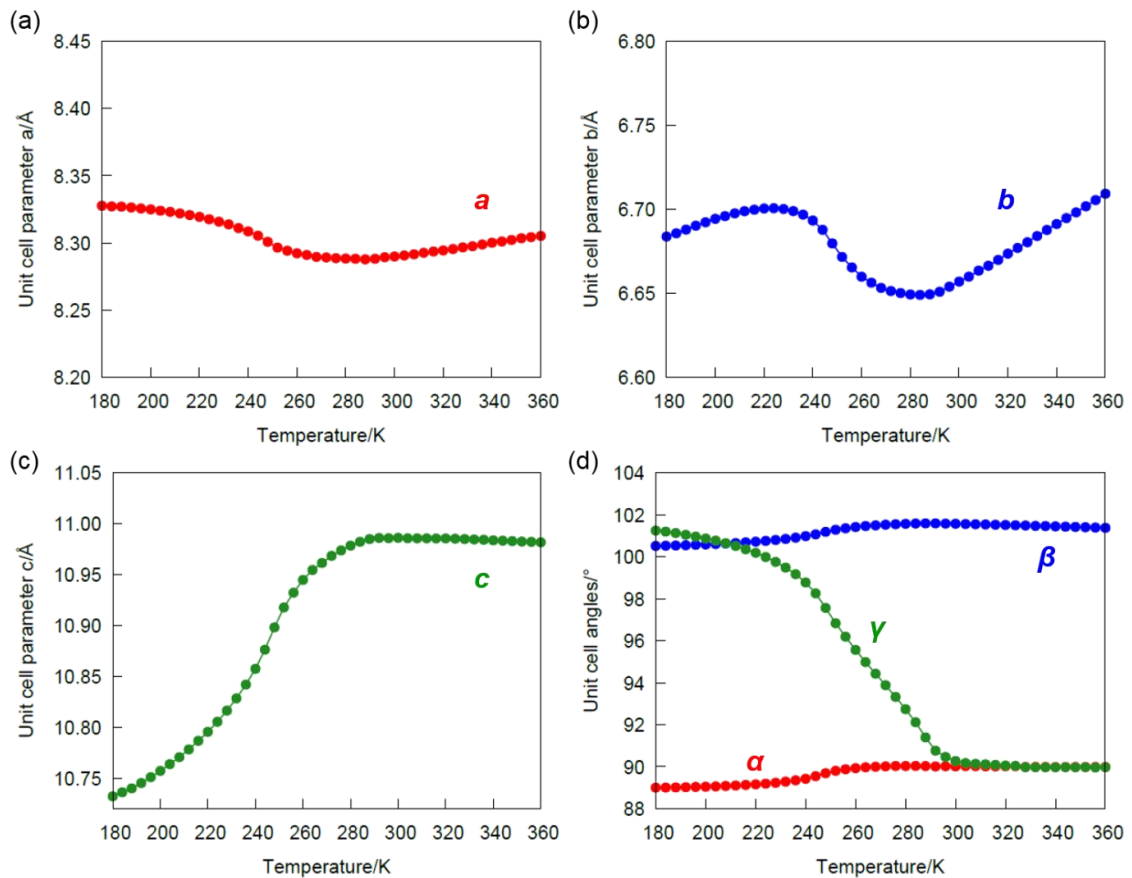 (a)
8.45
8.40
8.35
8.30
8.25
8.20
Unit cell parameter a/Å
a
180 200 220 240 260 280 300 320 340 360
Temperature/K
(b)
6.80
6.75
6.70
6.65
6.60
Unit cell parameter b/Å
b
180 200 220 240 260 280 300 320 340 360
Temperature/K
(c)
11.05
11.00
10.95
10.90
10.85
10.80
10.75
Unit cell parameter c/Å
c
180 200 220 240 260 280 300 320 340 360
Temperature/K
(d)
104
102
100
98
96
94
92
90
88
Unit cell angles/°
β
γ
α
180 200 220 240 260 280 300 320 340 360
Temperature/K